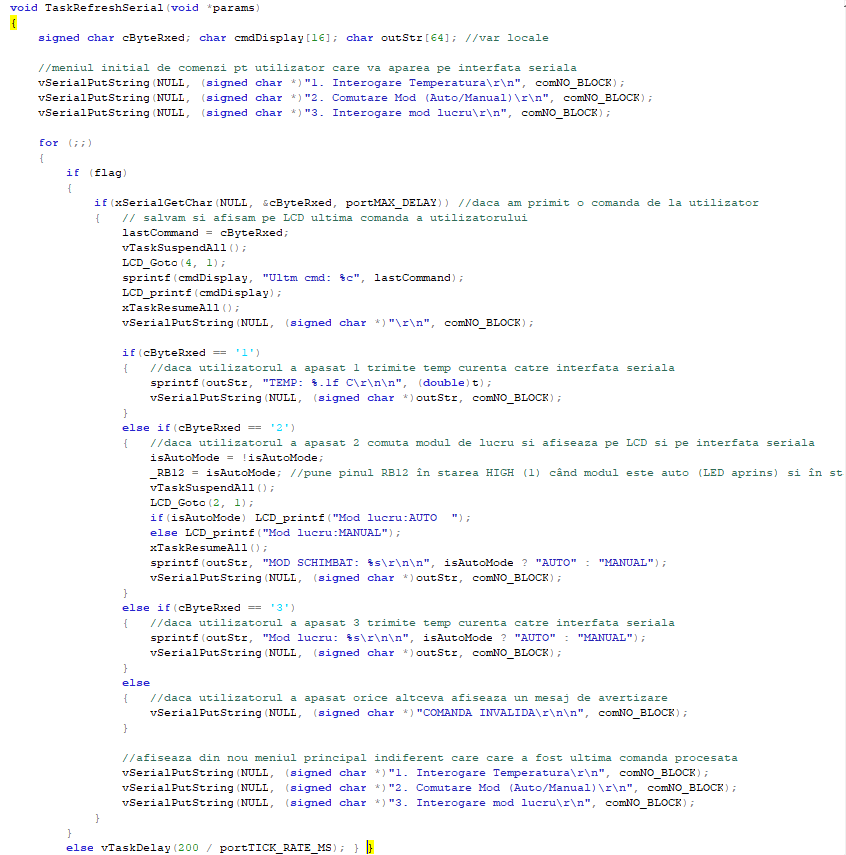 void TaskRefreshSerial(void *params)
{
    signed char cByteRxed; char cmdDisplay[16]; char outStr[64]; //var locale

    //meniul initial de comenzi pt utilizator care va aparea pe interfata seriala
    vSerialPutString(NULL, (signed char *)"1. Interogare Temperatura\r\n", comNO_BLOCK);
    vSerialPutString(NULL, (signed char *)"2. Comutare Mod (Auto/Manual)\r\n", comNO_BLOCK);
    vSerialPutString(NULL, (signed char *)"3. Interogare mod lucru\r\n", comNO_BLOCK);

    for (;;)
    {
        if (flag)
        {
            if(xSerialGetChar(NULL, &cByteRxed, portMAX_DELAY)) //daca am primit o comanda de la utilizator
            {   // salvam si afisam pe LCD ultima comanda a utilizatorului
                lastCommand = cByteRxed;
                vTaskSuspendAll();
                LCD_Goto(4, 1);
                sprintf(cmdDisplay, "Ultm cmd: %c", lastCommand);
                LCD_printf(cmdDisplay);
                xTaskResumeAll();
                vSerialPutString(NULL, (signed char *)"\r\n", comNO_BLOCK);

                if(cByteRxed == '1')
                {   //daca utilizatorul a apasat 1 trimite temp curenta catre interfata seriala
                    sprintf(outStr, "TEMP: %.1f C\r\n\n", (double)t);
                    vSerialPutString(NULL, (signed char *)outStr, comNO_BLOCK);
                }
                else if(cByteRxed == '2')
                {   //daca utilizatorul a apasat 2 comuta modul de lucru si afiseaza pe LCD si pe interfata seriala
                    isAutoMode = !isAutoMode;
                    _RB12 = isAutoMode; //pune pinul RB12 în starea HIGH (1) când modul este auto (LED aprins) si în st
                    vTaskSuspendAll();
                    LCD_Goto(2, 1);
                    if(isAutoMode) LCD_printf("Mod lucru:AUTO  ");
                    else LCD_printf("Mod lucru:MANUAL");
                    xTaskResumeAll();
                    sprintf(outStr, "MOD SCHIMBAT: %s\r\n\n", isAutoMode ? "AUTO" : "MANUAL");
                    vSerialPutString(NULL, (signed char *)outStr, comNO_BLOCK);
                }
                else if(cByteRxed == '3')
                {   //daca utilizatorul a apasat 3 trimite temp curenta catre interfata seriala
                    sprintf(outStr, "Mod lucru: %s\r\n\n", isAutoMode ? "AUTO" : "MANUAL");
                    vSerialPutString(NULL, (signed char *)outStr, comNO_BLOCK);
                }
                else
                {   //daca utilizatorul a apasat orice altceva afiseaza un mesaj de avertizare
                    vSerialPutString(NULL, (signed char *)"COMANDA INVALIDA\r\n\n", comNO_BLOCK);
                }

                //afiseaza din nou meniul principal indiferent care care a fost ultima comanda procesata
                vSerialPutString(NULL, (signed char *)"1. Interogare Temperatura\r\n", comNO_BLOCK);
                vSerialPutString(NULL, (signed char *)"2. Comutare Mod (Auto/Manual)\r\n", comNO_BLOCK);
                vSerialPutString(NULL, (signed char *)"3. Interogare mod lucru\r\n", comNO_BLOCK);
            }
        }
        else vTaskDelay(200 / portTICK_RATE_MS); } }